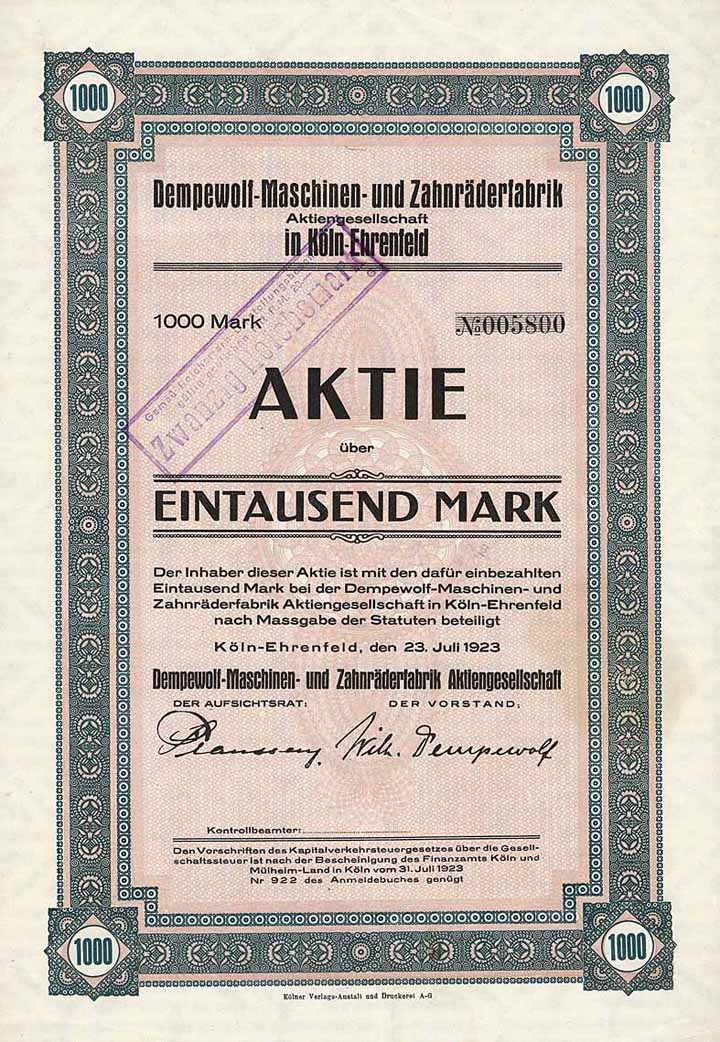 1000
1000
Dempewolf-Maschinen- und Zahnräderfabrik
Aktiengesellschaft
in Köln-Ehrenfeld
1000 Mark
№ 005800
Zwanzig Reichsmark
AKTIE
über
EINTAUSEND MARK
Der Inhaber dieser Aktie ist mit den dafür einbezahlten
Eintausend Mark bei der Dempewolf-Maschinen- und
Zahnräderfabrik Aktiengesellschaft in Köln-Ehrenfeld
nach Massgabe der Statuten beteiligt
Köln-Ehrenfeld, den 23. Juli 1923
Dempewolf-Maschinen- und Zahnräderfabrik Aktiengesellschaft
DER AUFSICHTSRAT: DER VORSTAND;
Wilh. Dempewolf
Kontrollbeamter:
Den Vorschriften des Kapitalverkehrsteuergesetzes über die Gesell-
schaftssteuer ist nach der Bescheinigung des Finanzamts Köln und
Mülheim-Land in Köln vom 31. Juli 1923
Nr 922 des Anmeldebuches genügt
1000
1000
Kölner Verlags-Anstalt und Druckerei A-G